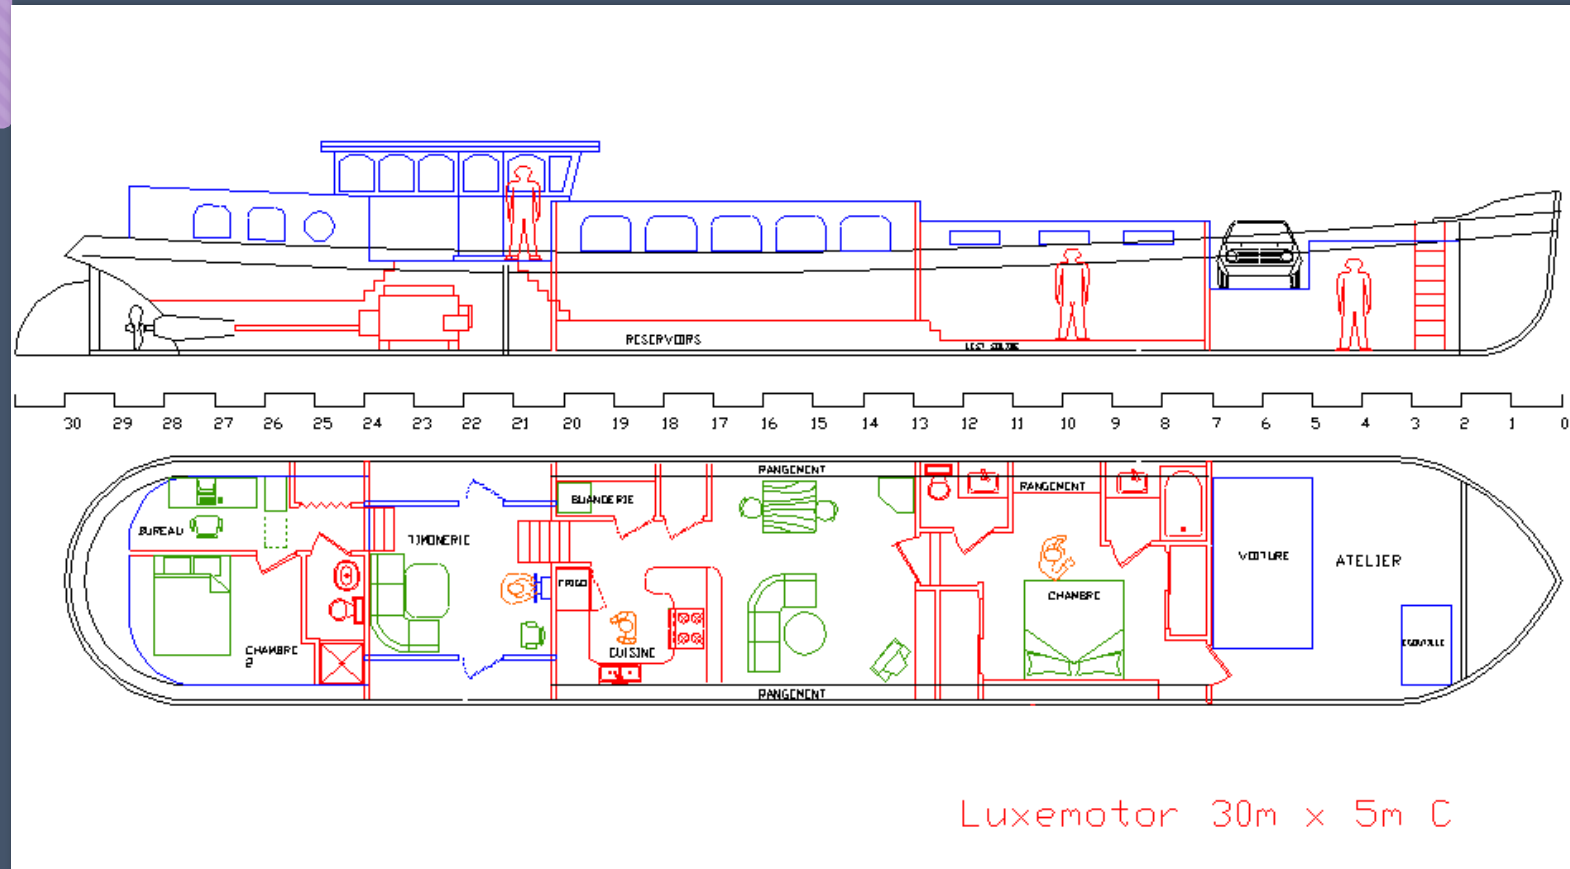 RESERVOIRS
LEST SOLIDE
30 29 28 27 26 25 24 23 22 21 20 19 18 17 16 15 14 13 12 11 10 9 8 7 6 5 4 3 2 1 0
RANGEMENT
BUANDERIE
RANGEMENT
BUREAU
TIMONERIE
VOITURE
ATELIER
FRIGO
CHAMBRE
CUISINE
CHAMBRE
2
RANGEMENT
Luxemotor 30m x 5m C